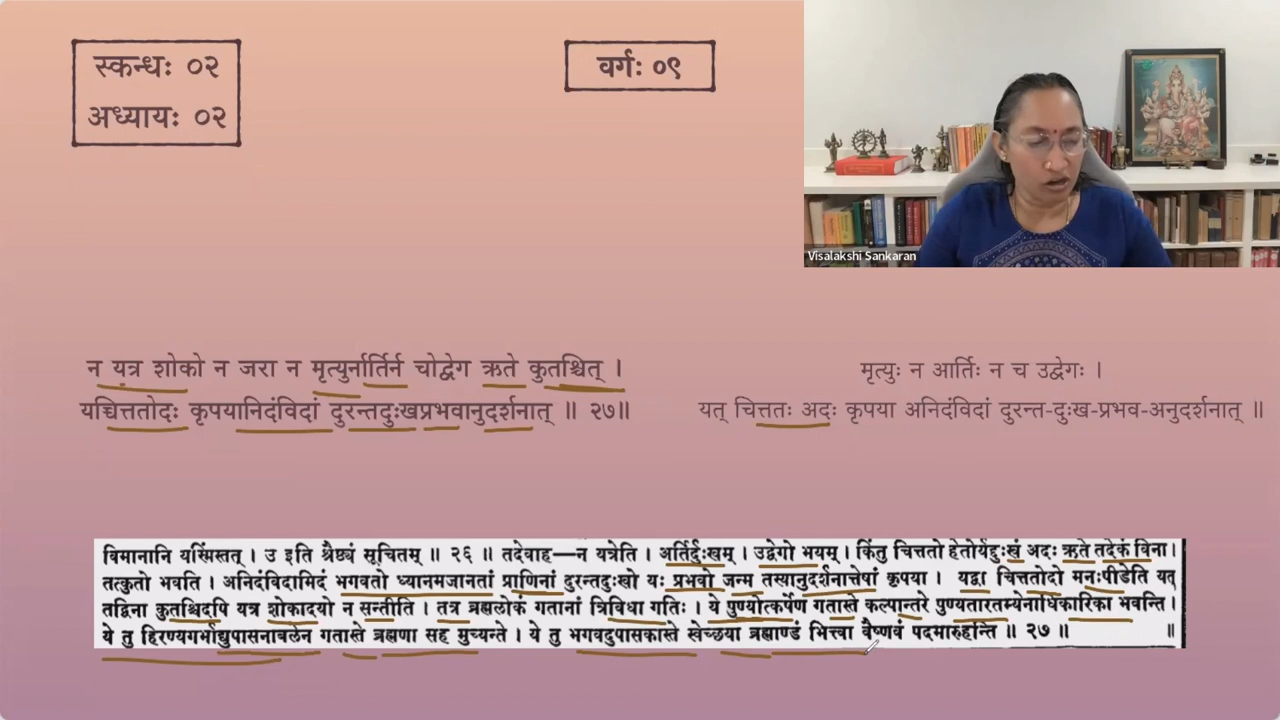 स्कन्धः ०२
अध्यायः ०२
वर्गः ०९
Visalakshi Sankaran
न यत्र शोको न जरा न मृत्युर्नार्तिर्न चोद्वेग ऋते कुतश्चित् ।
यच्चित्ततोदः कृपयानिदंविदां दुरन्तदुःखप्रभवानुदर्शनात् ॥ २७॥
मृत्युः न आर्तिः न च उद्वेगः ।
यत् चित्ततः अदः कृपया अनिदंविदां दुरन्त-दुःख-प्रभव-अनुदर्शनात् ॥
विमानानि यस्मिंस्तत् । उ इति श्रैष्ठ्यं सूचितम् ॥ २६ ॥ तदेवाह—न यत्रेति । अर्तिर्दुःखम् । उद्वेगो भयम् । किंतु चित्ततो हेतोर्यद्दुःखं अदः ऋते तदेकं विना ।
तत्कुतो भवति । अनिदंविदामिदं भगवतो ध्यानमजानतां प्राणिनां दुरन्तदुःखो यः प्रभवो जन्म तस्यानुदर्शनात्तेषां कृपया । यद्वा चित्ततोदो मनःपीडेति यत्
तद्विना कुतश्चिदपि यत्र शोकादयो न सन्तीति । तत्र ब्रह्मलोकं गतानां त्रिविधा गतिः । ये पुण्योत्कर्षेण गतास्ते कल्पान्तरे पुण्यतारतम्येनाधिकारिका भवन्ति ।
ये तु हिरण्यगर्भाद्युपासनाबलेन गतास्ते ब्रह्मणा सह मुच्यन्ते । ये तु भगवदुपासकास्ते स्वेच्छया ब्रह्माण्डं भित्त्वा वैष्णवं पदमारुहन्ति ॥ २७ ॥ ॥